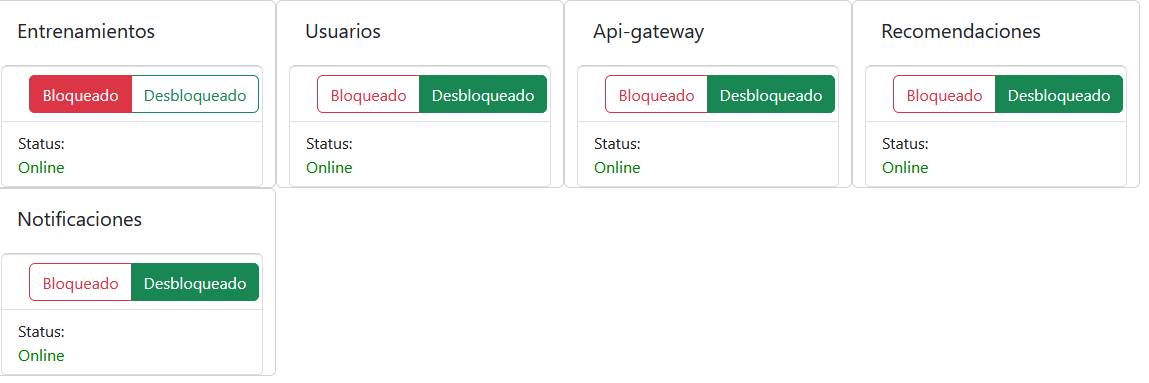 Entrenamientos
Bloqueado Desbloqueado
Status:
Online
Usuarios
Bloqueado Desbloqueado
Status:
Online
Api-gateway
Bloqueado Desbloqueado
Status:
Online
Recomendaciones
Bloqueado Desbloqueado
Status:
Online
Notificaciones
Bloqueado Desbloqueado
Status:
Online